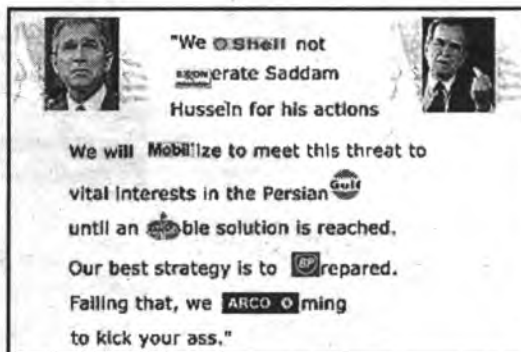 "We Shell not
EXXONerate Saddam
Hussein for his actions
We will Mobilize to meet this threat to
vital interests in the Persian Gulf
until an ble solution is reached.
Our best strategy is to BPrepared.
Failing that, we ARCO ming
to kick your ass."